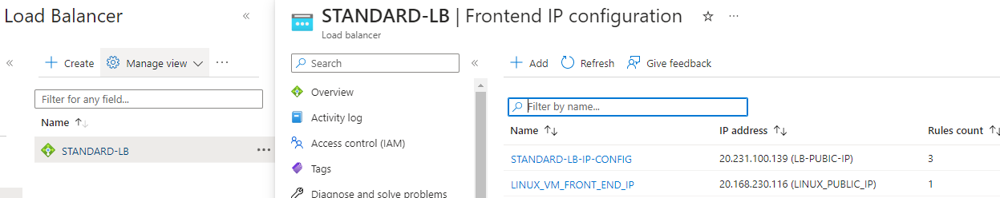 Load Balancer
«
STANDARD-LB | Frontend IP configuration
Load balancer
«
+ Create
Manage view
Search
«
+ Add
Refresh
Give feedback
Filter for any field...
Overview
Filter by name...
Name
Activity log
Name
IP address
Rules count
STANDARD-LB
Access control (IAM)
STANDARD-LB-IP-CONFIG
20.231.100.139 (LB-PUBIC-IP)
3
Tags
LINUX_VM_FRONT_END_IP
20.168.230.116 (LINUX_PUBLIC_IP)
1
Diagnose and solve problems